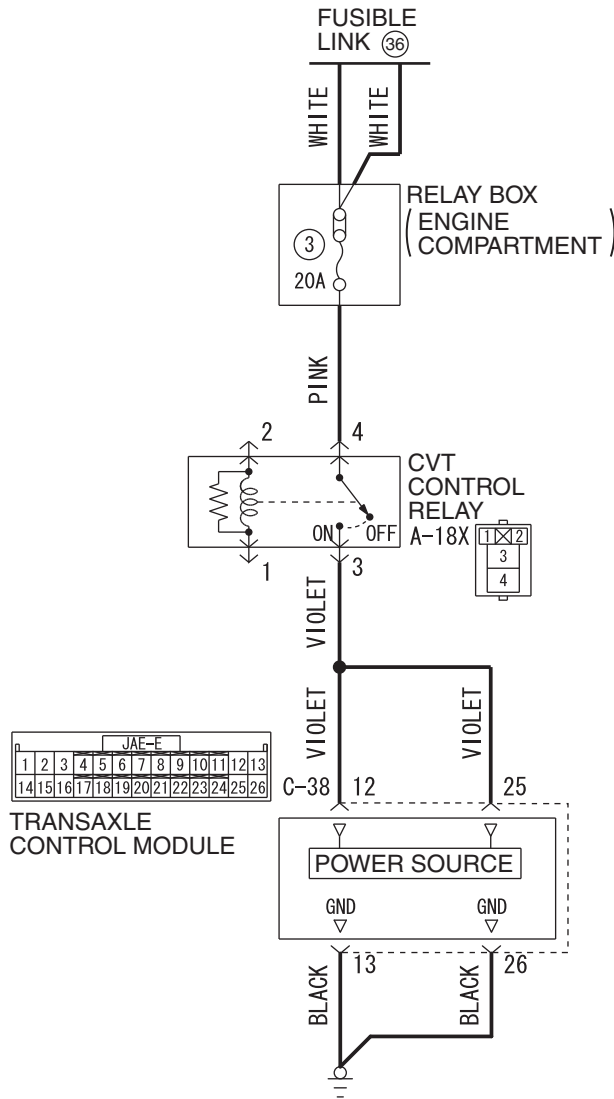 FUSIBLE
LINK 36
WHITE
WHITE
RELAY BOX
(ENGINE
COMPARTMENT)
3
20A
PINK
2
4
CVT
CONTROL
RELAY
ON
OFF
A-18X
1 2
3
4
1
3
VIOLET
VIOLET
VIOLET
JAE-E
1 2 3 4 5 6 7 8 9 10 11 12 13
14 15 16 17 18 19 20 21 22 23 24 25 26
TRANSAXLE
CONTROL MODULE
C-38
12
25
POWER SOURCE
GND
GND
13
26
BLACK
BLACK